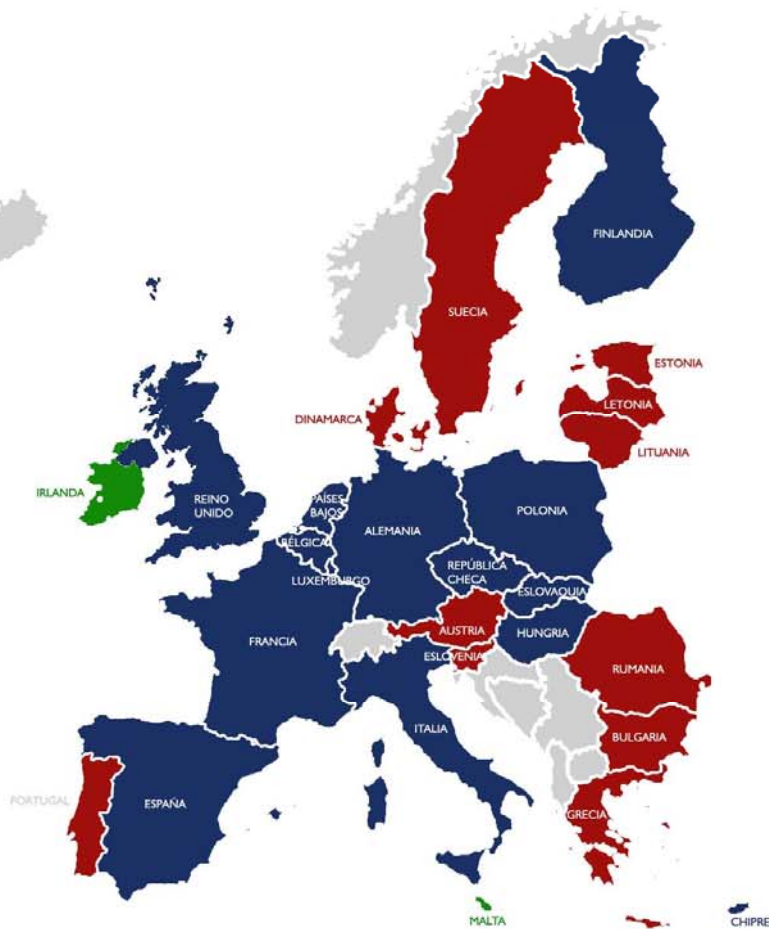 FINLANDIA
SUECIA
ESTONIA
LETONIA
DINAMARCA
LITUANIA
IRLANDA
REINO
UNIDO
PAÍSES
BAJOS
ALEMANIA
POLONIA
BÉLGICA
REPÚBLICA
CHECA
LUXEMBURGO
ESLOVAQUIA
FRANCIA
AUSTRIA
HUNGRIA
ESLOVENIA
RUMANIA
ITALIA
BULGARIA
PORTUGAL
ESPAÑA
GRECIA
MALTA
CHIPRE